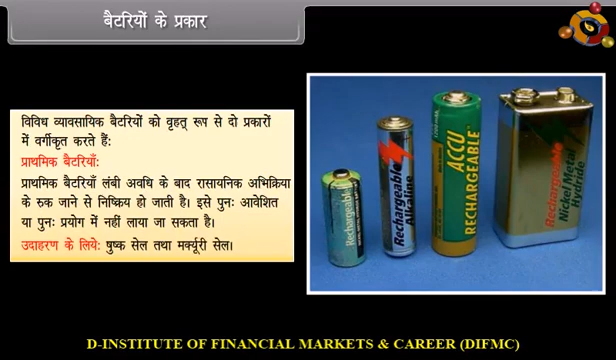 बैटरियों के प्रकार
विविध व्यावसायिक बैटरियों को वृहत् रूप से दो प्रकारों
में वर्गीकृत करते हैं:
प्राथमिक बैटरियाँ:
प्राथमिक बैटरियाँ लंबी अवधि के बाद रासायनिक अभिक्रिया
के रुक जाने से निष्क्रिय हो जाती है। इसे पुनः आवेशित
या पुनः प्रयोग में नहीं लाया जा सकता है।
उदाहरण के लिये: षुष्क सेल तथा मर्क्यूरी सेल।
Rechargeable
Rechargeable
Alkaline
ACCU
RECHARGEABLE
Rechargeable
Nickel Metal
Hydride
D-INSTITUTE OF FINANCIAL MARKETS & CAREER (DIFMC)